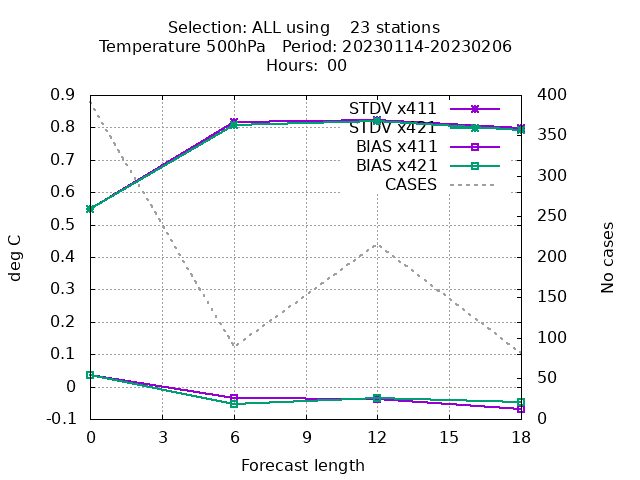 Selection: ALL using    23 stations
Temperature 500hPa   Period: 20230114-20230206
Hours: 00
0.9
0.8
0.7
0.6
0.5
0.4
0.3
0.2
0.1
0
-0.1
deg C
STDV x411
STDV x421
BIAS x411
BIAS x421
CASES
400
350
300
250
200
150
100
50
0
No cases
0 3 6 9 12 15 18
Forecast length